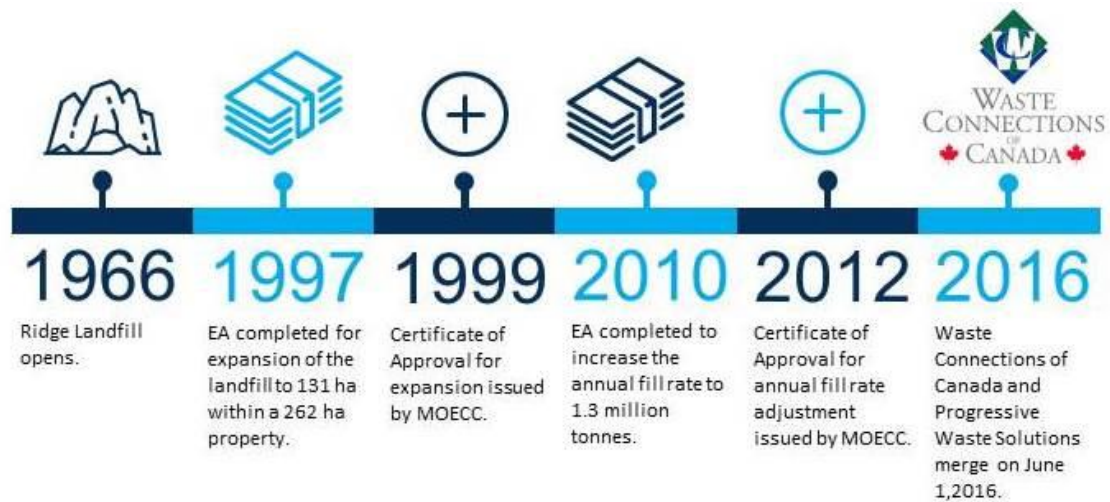 WASTE
CONNECTIONS
OF
CANADA
1966
Ridge Landfill
opens.
1997
EA completed for
expansion of the
landfill to 131 ha
within a 262 ha
property.
1999
Certificate of
Approval for
expansion issued
by MOECC.
2010
EA completed to
increase the
annual fill rate to
1.3 million
tonnes.
2012
Certificate of
Approval for
annual fill rate
adjustment
issued by MOECC.
2016
Waste
Connections of
Canada and
Progressive
Waste Solutions
merge on June
1,2016.